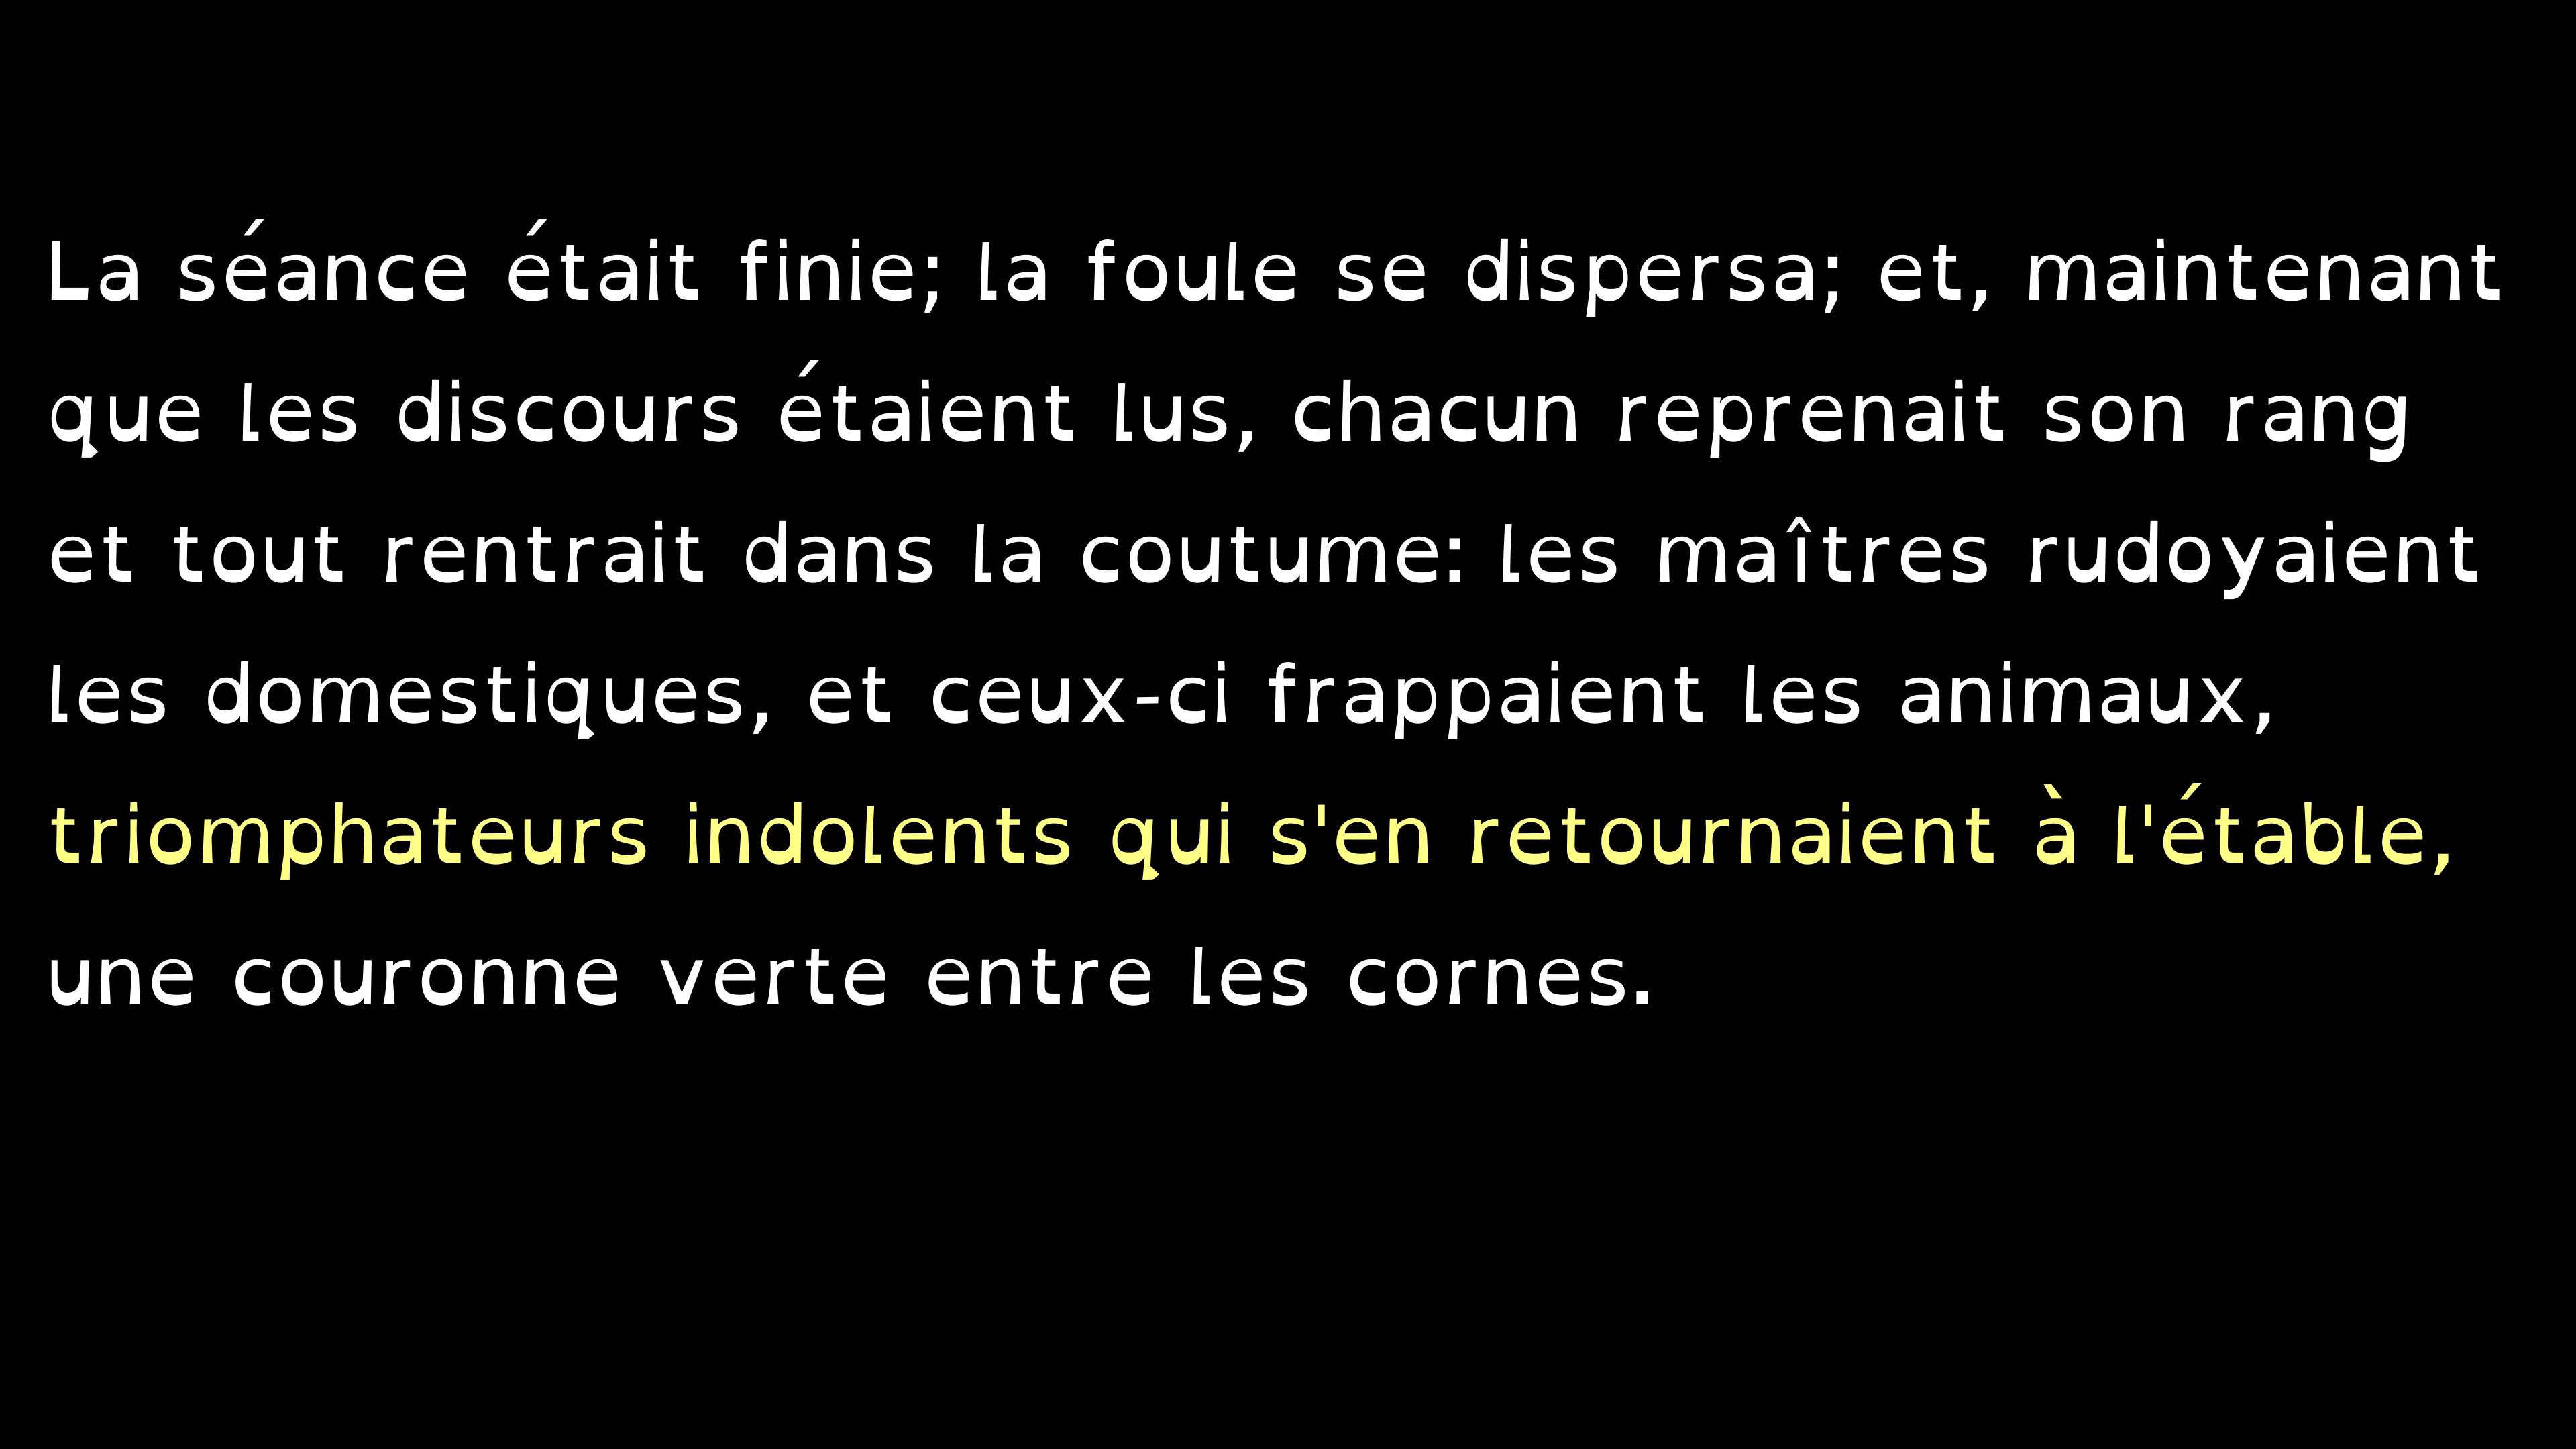 La séance était finie; la foule se dispersa; et, maintenant
que les discours étaient lus, chacun reprenait son rang
et tout rentrait dans la coutume: les maîtres rudoyaient
les domestiques, et ceux-ci frappaient les animaux,
triomphateurs indolents qui s'en retournaient à l'étable,
une couronne verte entre les cornes.